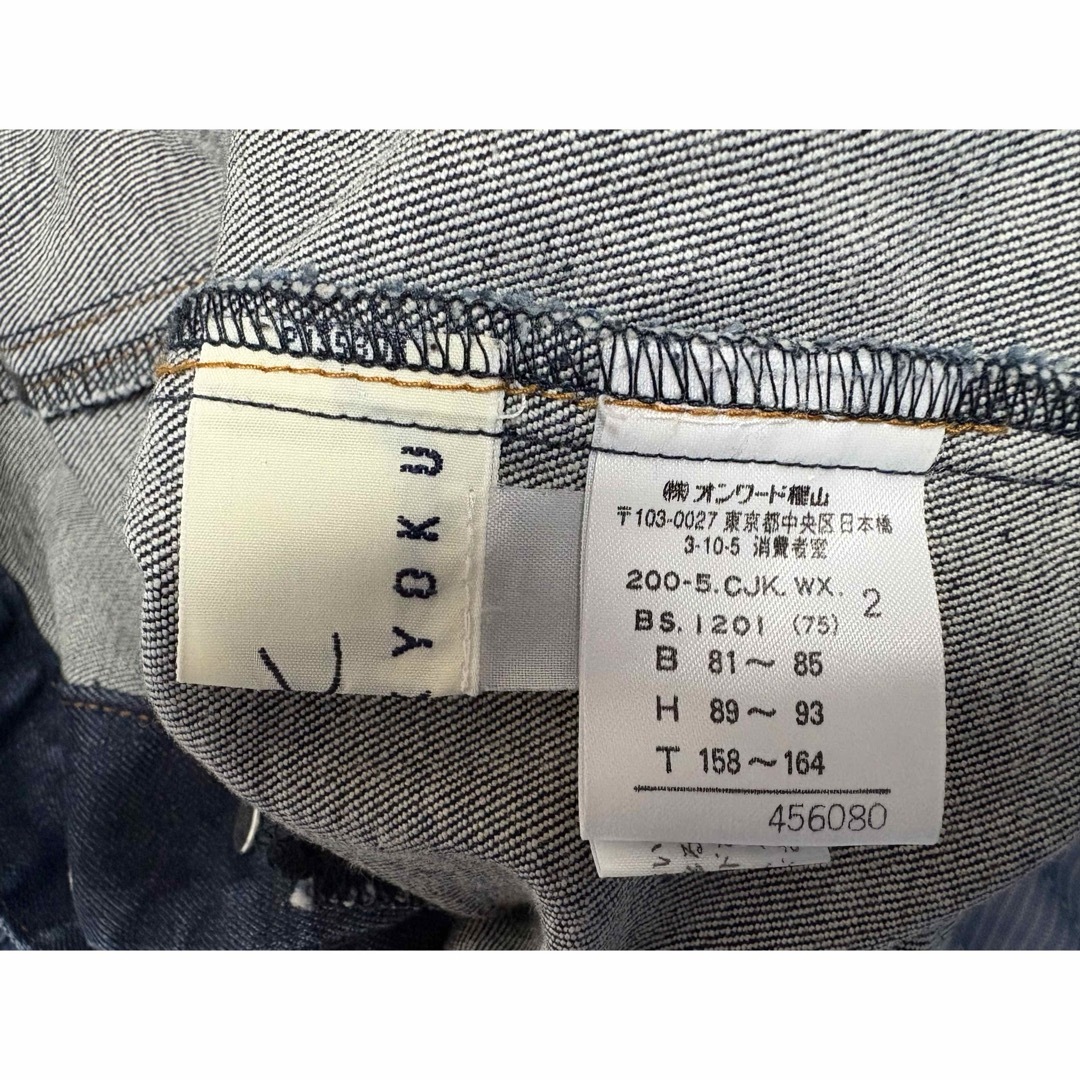 YOKU
㈱オンワード樫山
〒103-0027 東京都中央区日本橋
3-10-5 消費者室
200-5.CJK.WX. 2
BS.1201 (75)
B 81～85
H 89～93
T 158～164
456080